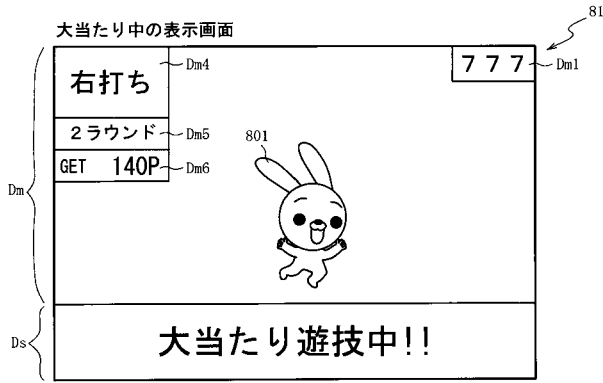 81
大当たり中の表示画面
右打ち
Dm4
777
Dm1
2ラウンド
Dm5
801
GET 140P
Dm6
Dm
Ds
大当たり遊技中!!